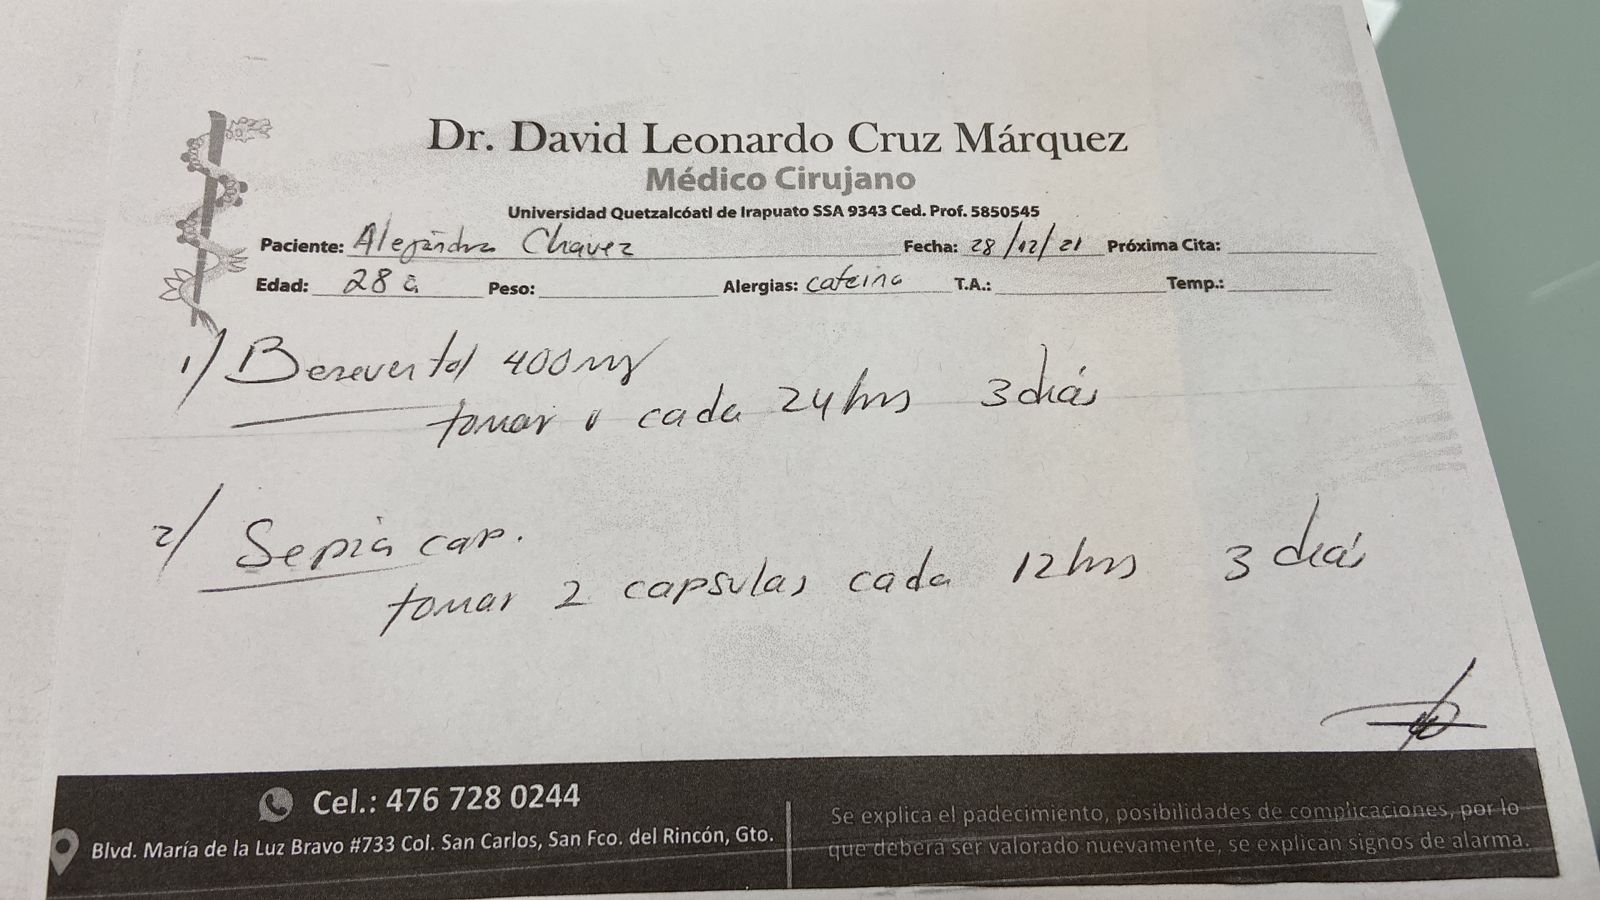 Dr. David Leonardo Cruz Márquez
Médico Cirujano
Universidad Quetzalcóatl de Irapuato SSA 9343 Ced. Prof. 5850545
Paciente: Alejandra Chavez Fecha: 28/12/21 Próxima Cita:
Edad: 28 a Peso: Alergias: cafeina T.A.: Temp.:
1) 400mg
tomar 1 cada 24hrs 3 días
2) Sepia cap.
tomar 2 capsulas cada 12hrs 3 días
Cel.: 476 728 0244
Blvd. María de la Luz Bravo #733 Col. San Carlos, San Fco. del Rincón, Gto.
Se explica el padecimiento, posibilidades de complicaciones, por lo
que deberá ser valorado nuevamente, se explican signos de alarma.